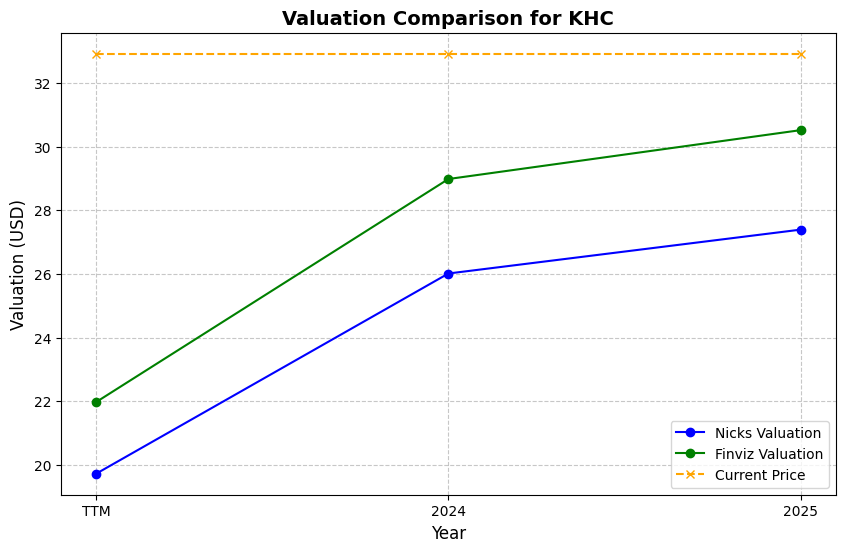 Valuation Comparison for KHC
Valuation (USD)
32
30
28
26
24
22
20
TTM
2024
2025
Year
Nicks Valuation
Finviz Valuation
Current Price